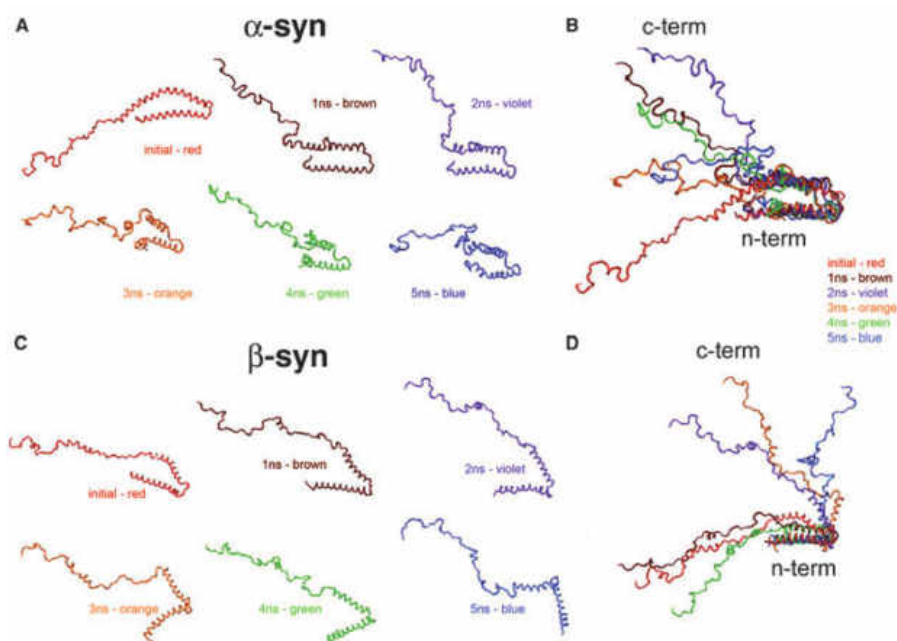 A
α-syn
initial - red
1ns - brown
2ns - violet
3ns - orange
4ns - green
5ns - blue
B
c-term
n-term
initial - red
1ns - brown
2ns - violet
3ns - orange
4ns - green
5ns - blue
C
β-syn
initial - red
1ns - brown
2ns - violet
3ns - orange
4ns - green
5ns - blue
D
c-term
n-term